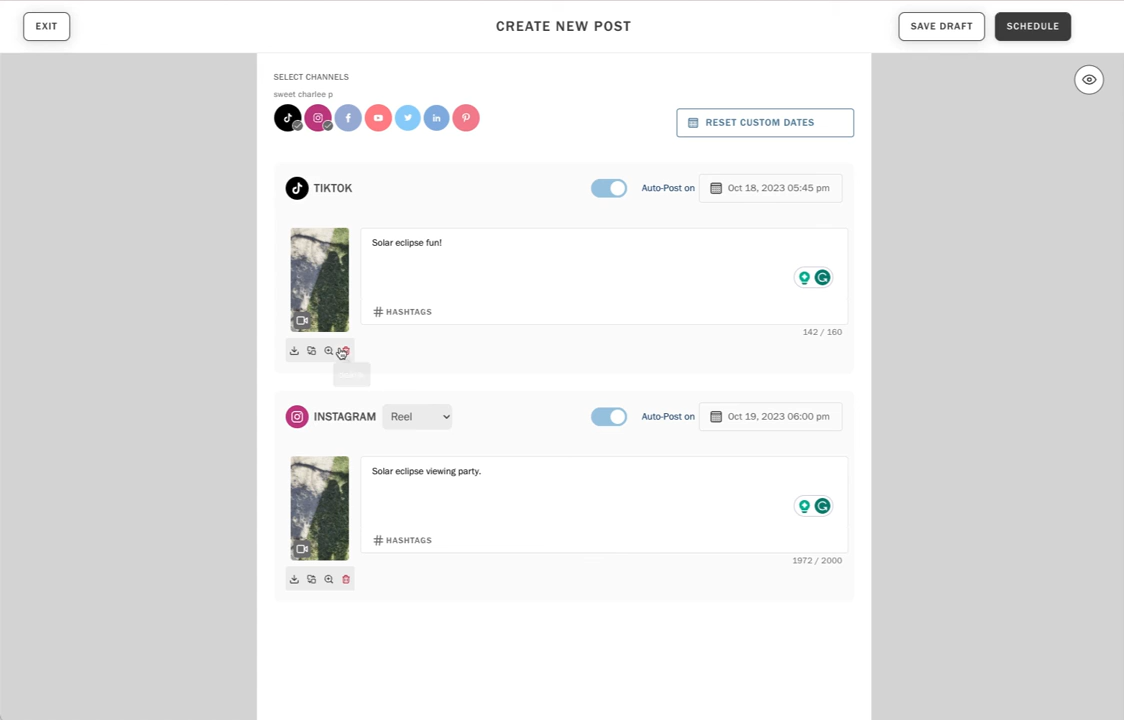 EXIT
CREATE NEW POST
SAVE DRAFT
SCHEDULE
SELECT CHANNELS
sweet charlee p
RESET CUSTOM DATES
TIKTOK
Auto-Post on
Oct 18, 2023 05:45 pm
Solar eclipse fun!
# HASHTAGS
142 / 160
INSTAGRAM
Reel
Auto-Post on
Oct 19, 2023 06:00 pm
Solar eclipse viewing party.
# HASHTAGS
1972 / 2000